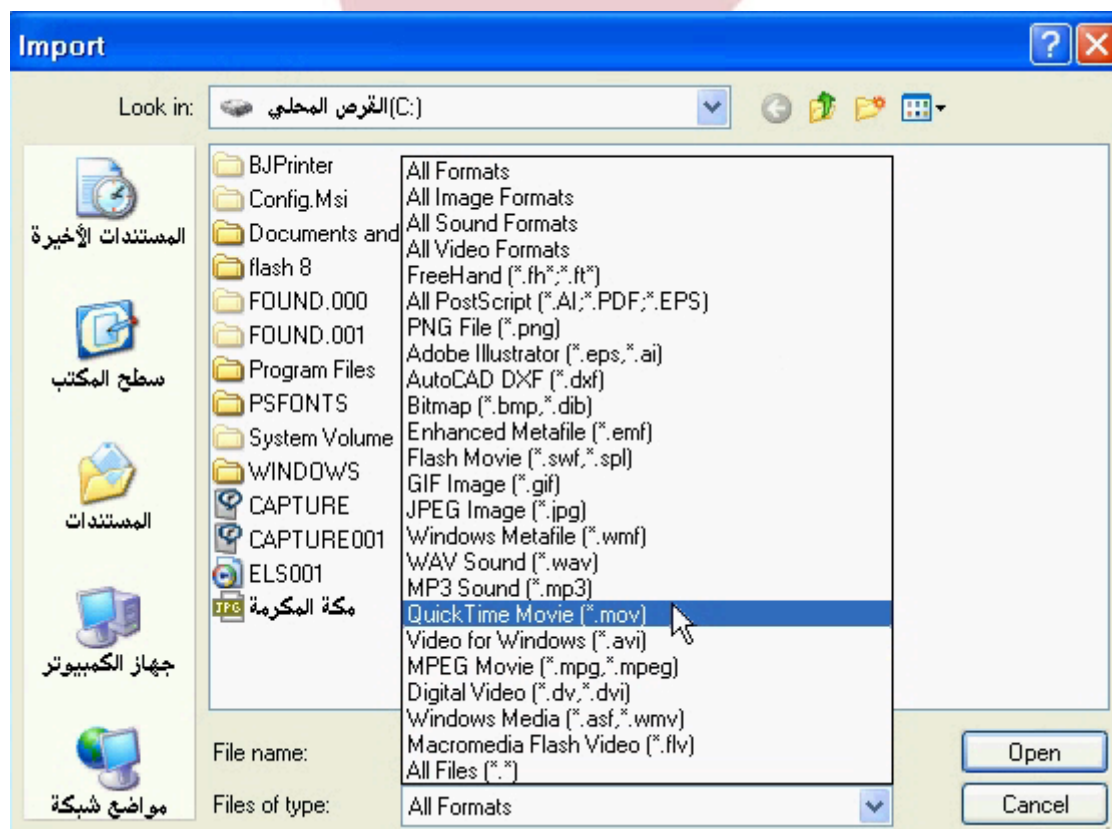 Import
Look in:
القرص المحلي (C:)
المستندات الأخيرة
سطح المكتب
المستندات
جهاز الكمبيوتر
مواضع شبكة
BJPrinter
Config.Msi
Documents and
flash 8
FOUND.000
FOUND.001
Program Files
PSFONTS
System Volume
WINDOWS
CAPTURE
CAPTURE001
ELS001
مكة المكرمة
All Formats
All Image Formats
All Sound Formats
All Video Formats
FreeHand (*.fh*;*.ft*)
All PostScript (*.AI;*.PDF;*.EPS)
PNG File (*.png)
Adobe Illustrator (*.eps,*.ai)
AutoCAD DXF (*.dxf)
Bitmap (*.bmp,*.dib)
Enhanced Metafile (*.emf)
Flash Movie (*.swf,*.spl)
GIF Image (*.gif)
JPEG Image (*.jpg)
Windows Metafile (*.wmf)
WAV Sound (*.wav)
MP3 Sound (*.mp3)
QuickTime Movie (*.mov)
Video for Windows (*.avi)
MPEG Movie (*.mpg,*.mpeg)
Digital Video (*.dv,*.dvi)
Windows Media (*.asf,*.wmv)
Macromedia Flash Video (*.flv)
All Files (*.*)
File name:
Open
Files of type:
All Formats
Cancel